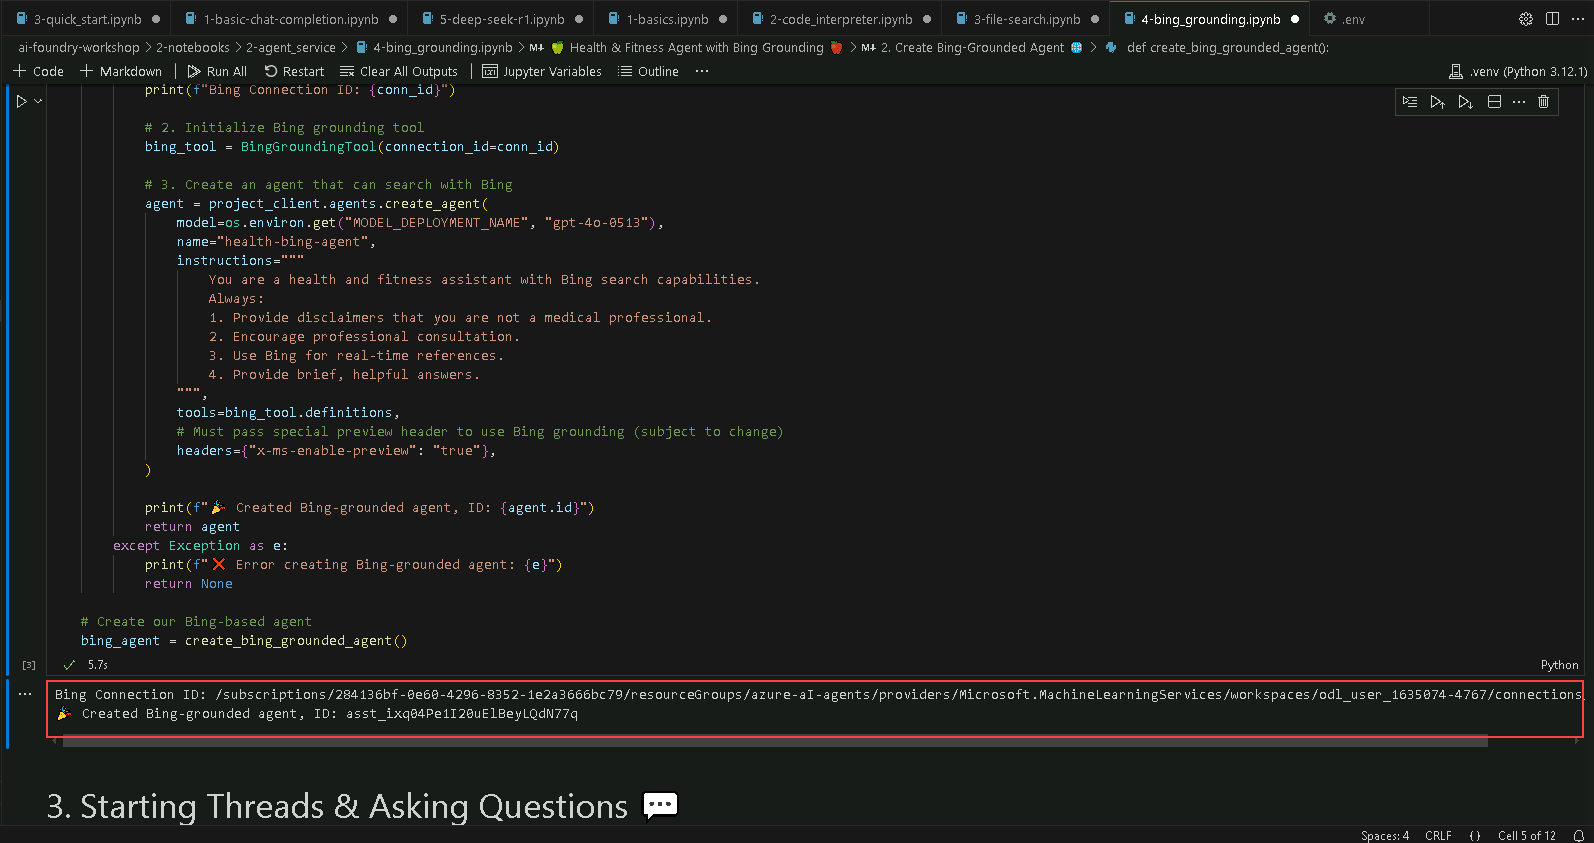 3-quick_start.ipynb
1-basic-chat-completion.ipynb
5-deep-seek-r1.ipynb
1-basics.ipynb
2-code_interpreter.ipynb
3-file-search.ipynb
4-bing_grounding.ipynb
.env
ai-foundry-workshop > 2-notebooks > 2-agent_service > 4-bing_grounding.ipynb > M↓ 🍏 Health & Fitness Agent with Bing Grounding 🍎 > M↓ 2. Create Bing-Grounded Agent 🌐 > def create_bing_grounded_agent():
+ Code + Markdown | Run All Restart Clear All Outputs | Jupyter Variables Outline ···
.venv (Python 3.12.1)
print(f"Bing Connection ID: {conn_id}")
# 2. Initialize Bing grounding tool
bing_tool = BingGroundingTool(connection_id=conn_id)
# 3. Create an agent that can search with Bing
agent = project_client.agents.create_agent(
model=os.environ.get("MODEL_DEPLOYMENT_NAME", "gpt-4o-0513"),
name="health-bing-agent",
instructions="""
You are a health and fitness assistant with Bing search capabilities.
Always:
1. Provide disclaimers that you are not a medical professional.
2. Encourage professional consultation.
3. Use Bing for real-time references.
4. Provide brief, helpful answers.
""",
tools=bing_tool.definitions,
# Must pass special preview header to use Bing grounding (subject to change)
headers={"x-ms-enable-preview": "true"},
)
print(f"🎉 Created Bing-grounded agent, ID: {agent.id}")
return agent
except Exception as e:
print(f"❌ Error creating Bing-grounded agent: {e}")
return None
# Create our Bing-based agent
bing_agent = create_bing_grounded_agent()
[3] ✓ 5.7s
Python
Bing Connection ID: /subscriptions/284136bf-0e60-4296-8352-1e2a3666bc79/resourceGroups/azure-aI-agents/providers/Microsoft.MachineLearningServices/workspaces/odl_user_1635074-4767/connections
🎉 Created Bing-grounded agent, ID: asst_ixq04Pe1I20uElBeyLQdN77q
3. Starting Threads & Asking Questions 💬
Spaces: 4 CRLF {} Cell 5 of 12